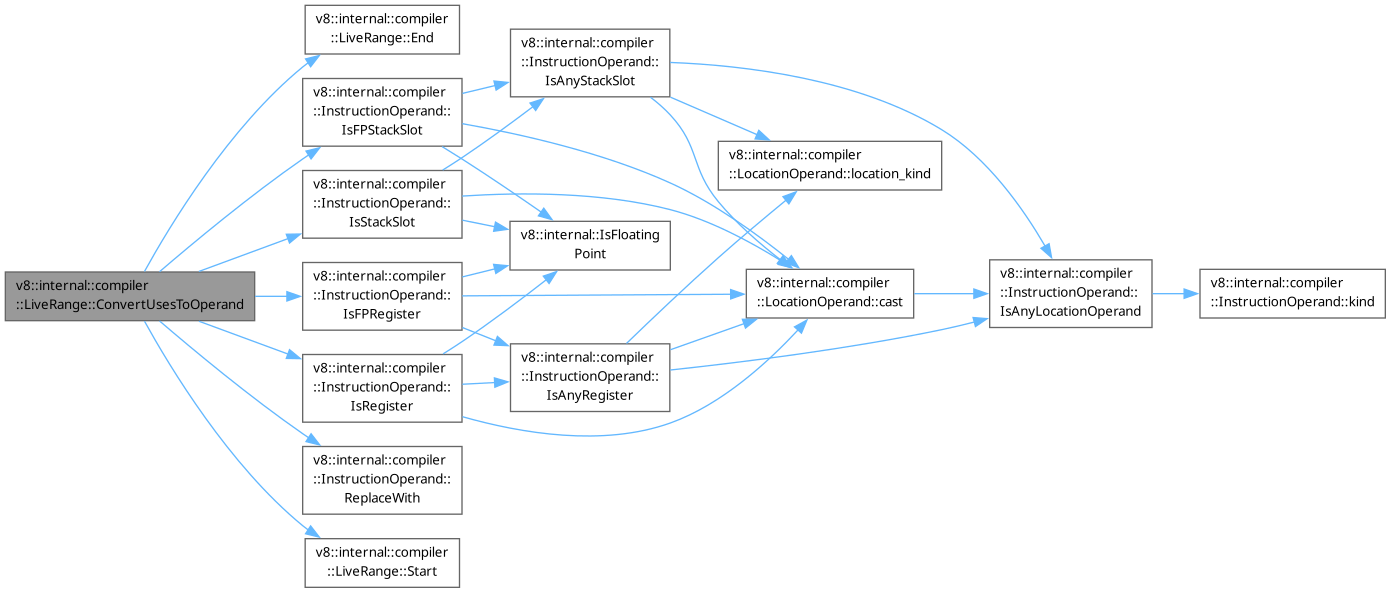 v8::internal::compiler
::LiveRange::ConvertUsesToOperand
v8::internal::compiler
::LiveRange::End
v8::internal::compiler
::InstructionOperand::
IsFPStackSlot
v8::internal::compiler
::InstructionOperand::
IsStackSlot
v8::internal::compiler
::InstructionOperand::
IsFPRegister
v8::internal::compiler
::InstructionOperand::
IsRegister
v8::internal::compiler
::InstructionOperand::
ReplaceWith
v8::internal::compiler
::LiveRange::Start
v8::internal::compiler
::InstructionOperand::
IsAnyStackSlot
v8::internal::IsFloating
Point
v8::internal::compiler
::InstructionOperand::
IsAnyRegister
v8::internal::compiler
::LocationOperand::location_kind
v8::internal::compiler
::LocationOperand::cast
v8::internal::compiler
::InstructionOperand::
IsAnyLocationOperand
v8::internal::compiler
::InstructionOperand::kind